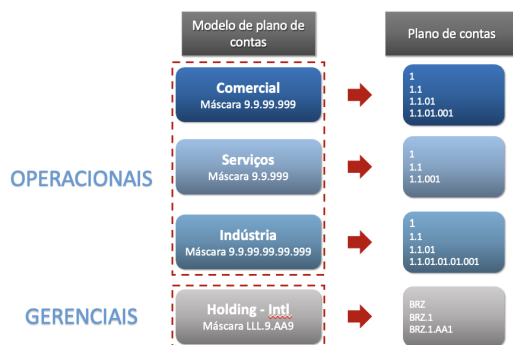 Modelo de plano de
contas
Plano de contas
Comercial
Máscara 9.9.99.999
1
1.1
1.1.01
1.1.01.001
OPERACIONAIS
Serviços
Máscara 9.9.999
1
1.1
1.1.001
Indústria
Máscara 9.9.99.99.99.999
1
1.1
1.1.01
1.1.01.01.01.001
GERENCIAIS
Holding - Intl
Máscara LLL.9.AA9
BRZ
BRZ.1
BRZ.1.AA1